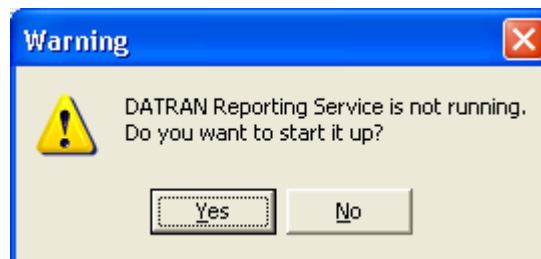 Warning
DATRAN Reporting Service is not running.
Do you want to start it up?
Yes
No